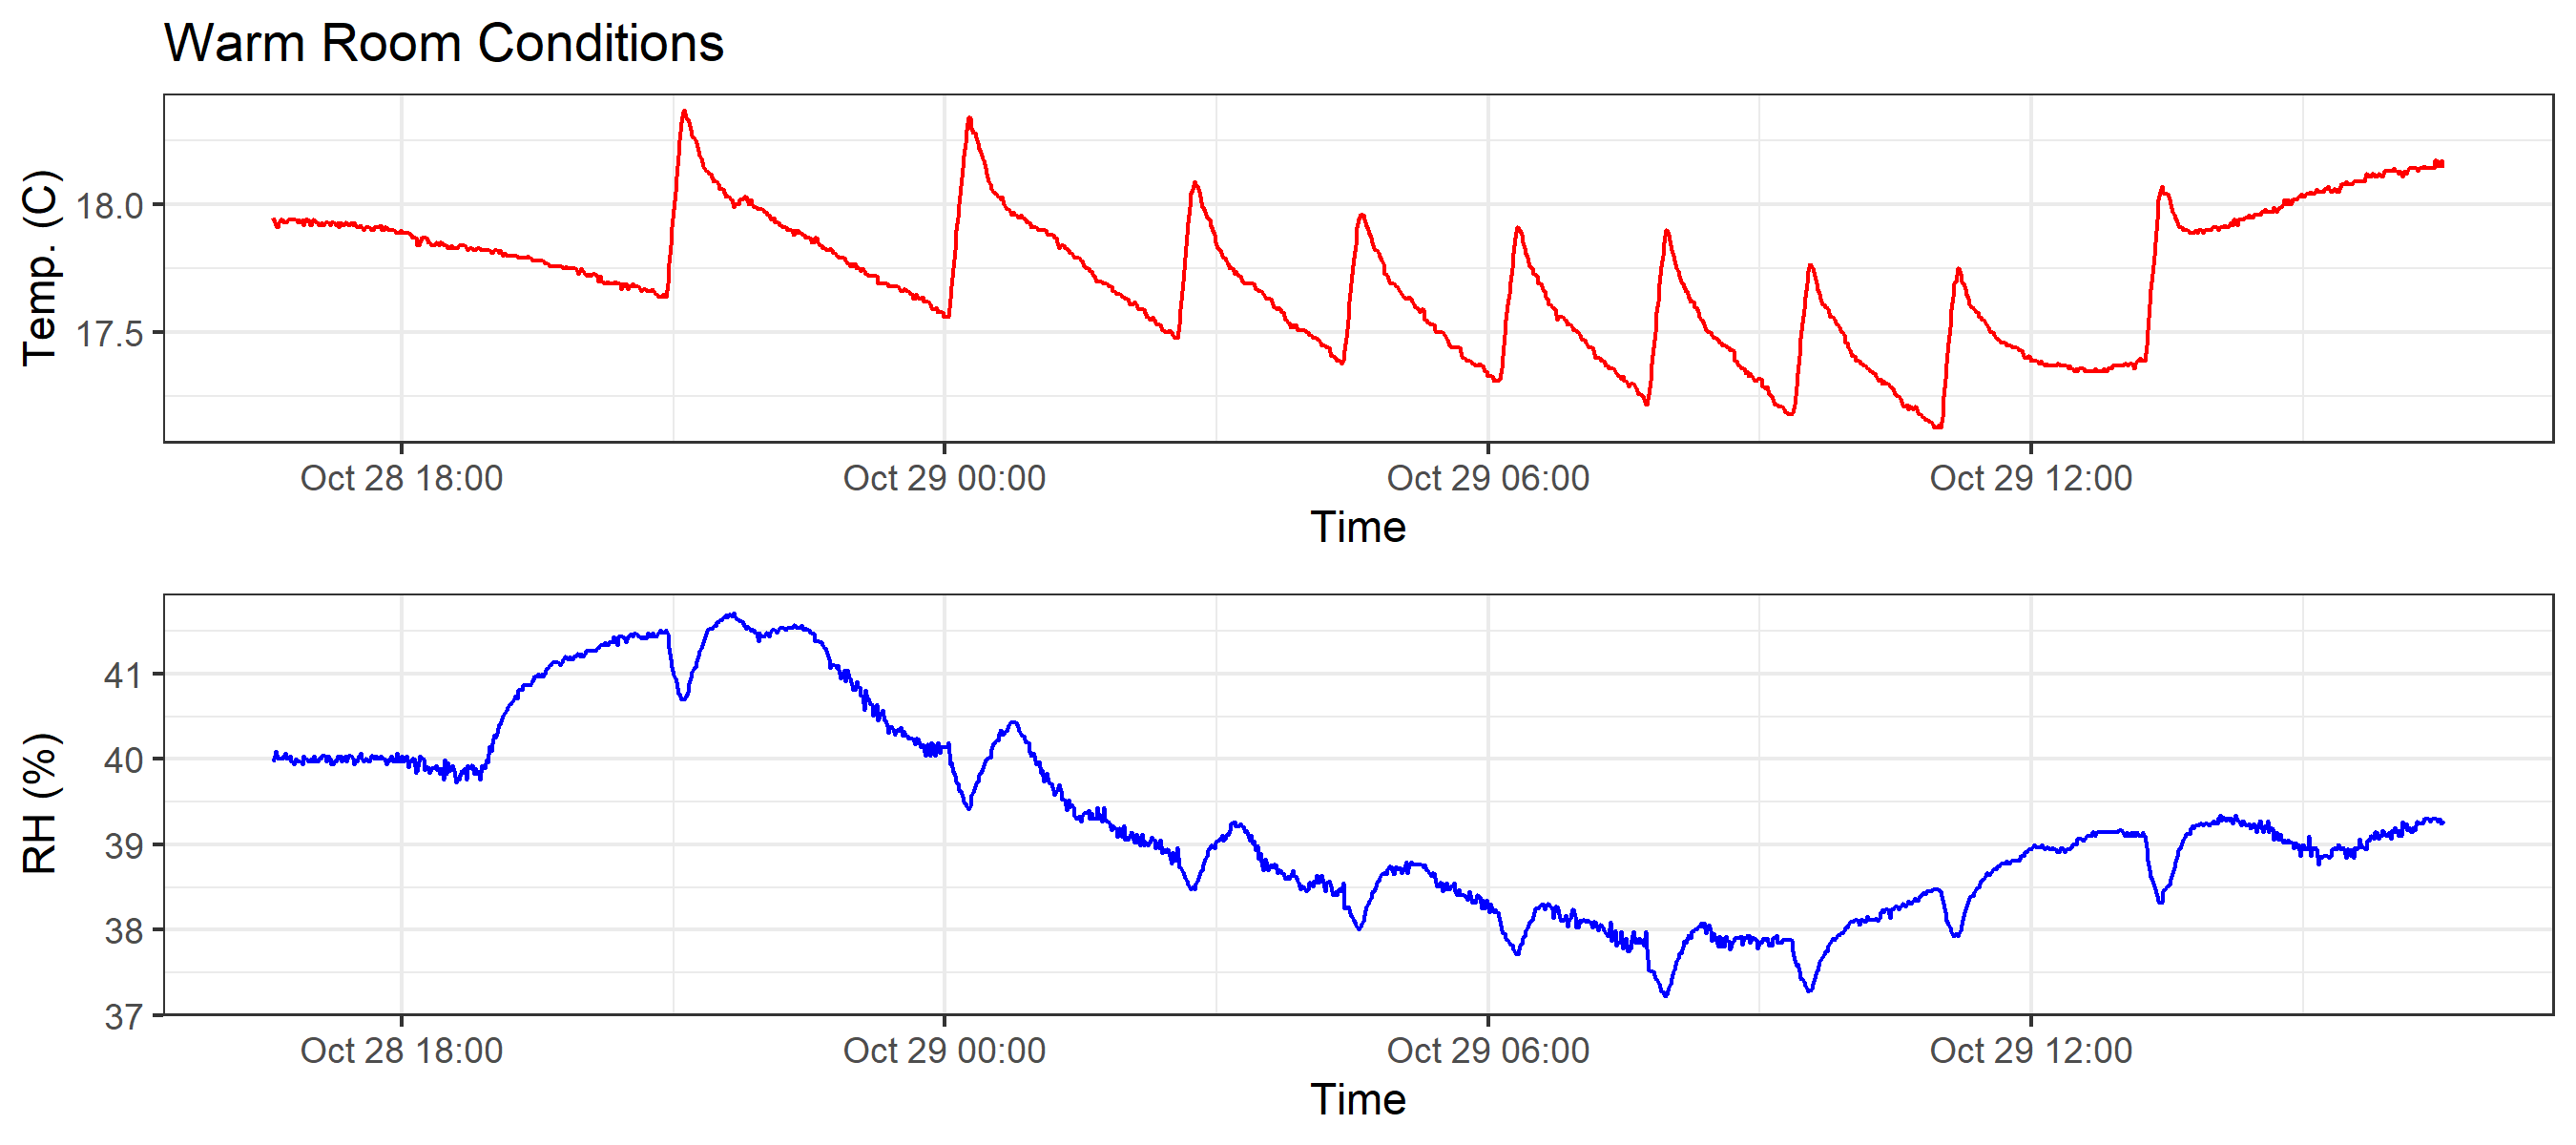 Warm Room Conditions
Temp. (C)
18.0
17.5
Oct 28 18:00 Oct 29 00:00 Oct 29 06:00 Oct 29 12:00
Time
RH (%)
41
40
39
38
37
Oct 28 18:00 Oct 29 00:00 Oct 29 06:00 Oct 29 12:00
Time